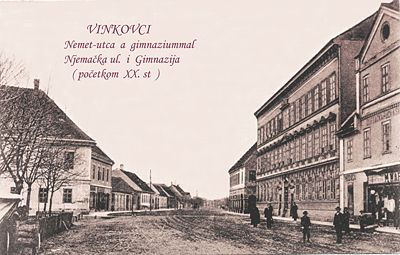 VINKOVCI
Nemet-utca a gimnaziummal
Njemačka ul. i Gimnazija
( početkom XX. st )